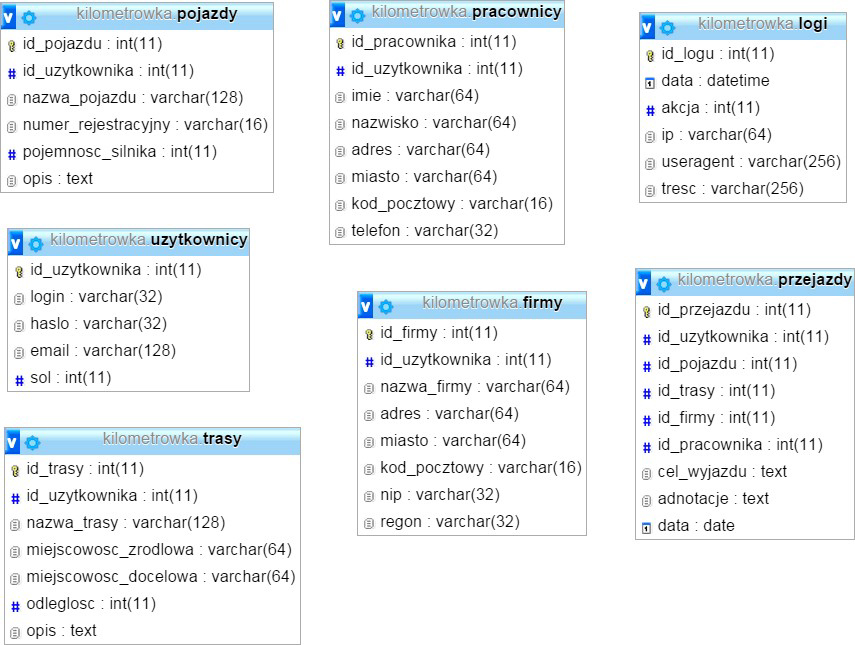 v kilometrowka pojazdy
id_pojazdu : int(11)
# id_uzytkownika : int(11)
nazwa_pojazdu : varchar(128)
numer_rejestracyjny : varchar(16)
# pojemnosc_silnika : int(11)
opis : text
v kilometrowka uzytkownicy
id_uzytkownika : int(11)
login : varchar(32)
haslo : varchar(32)
email : varchar(128)
# sol : int(11)
v kilometrowka trasy
id_trasy : int(11)
# id_uzytkownika : int(11)
nazwa_trasy : varchar(128)
miejscowosc_zrodlowa : varchar(64)
miejscowosc_docelowa : varchar(64)
# odleglosc : int(11)
opis : text
v kilometrowka pracownicy
id_pracownika : int(11)
# id_uzytkownika : int(11)
imie : varchar(64)
nazwisko : varchar(64)
adres : varchar(64)
miasto : varchar(64)
kod_pocztowy : varchar(16)
telefon : varchar(32)
v kilometrowka firmy
id_firmy : int(11)
# id_uzytkownika : int(11)
nazwa_firmy : varchar(64)
adres : varchar(64)
miasto : varchar(64)
kod_pocztowy : varchar(16)
nip : varchar(32)
regon : varchar(32)
v kilometrowka logi
id_logu : int(11)
data : datetime
# akcja : int(11)
ip : varchar(64)
useragent : varchar(256)
tresc : varchar(256)
v kilometrowka przejazdy
id_przejazdu : int(11)
# id_uzytkownika : int(11)
# id_pojazdu : int(11)
# id_trasy : int(11)
# id_firmy : int(11)
# id_pracownika : int(11)
cel_wyjazdu : text
adnotacje : text
data : date